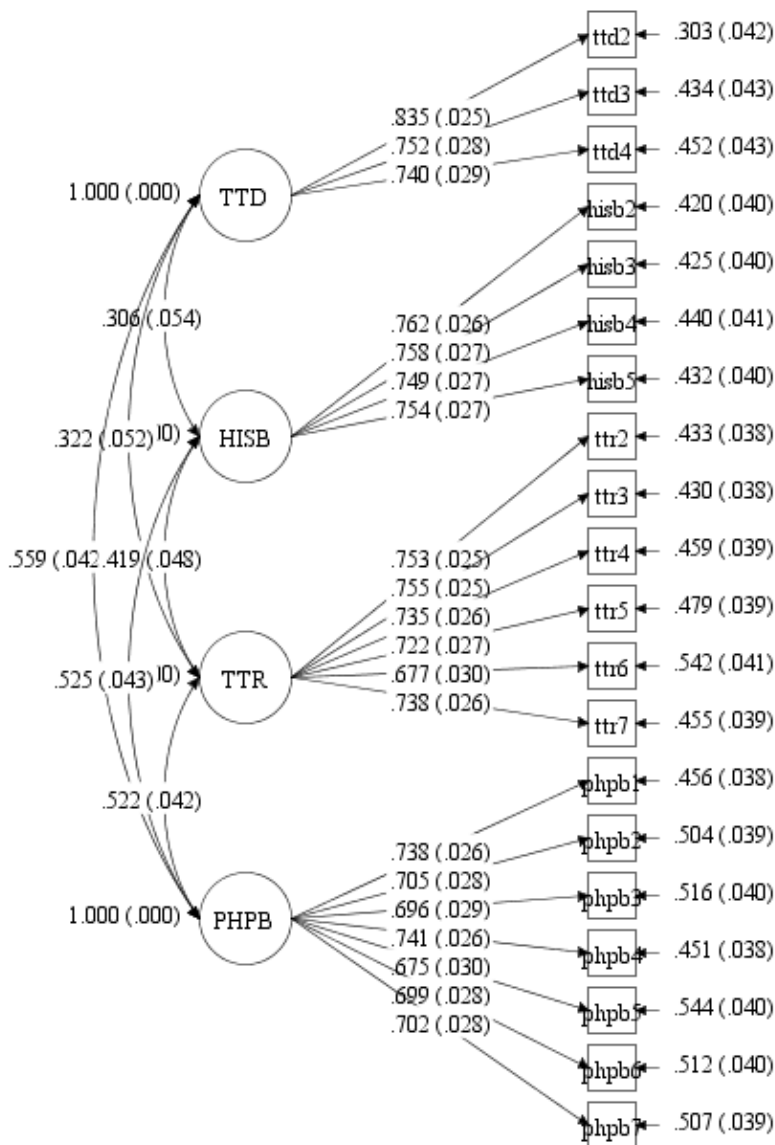 ttd2 .303 (.042)
ttd3 .434 (.043)
.835 (.025)
.752 (.028)
ttd4 .452 (.043)
.740 (.029)
1.000 (.000) TTD
hisb2 .420 (.040)
hisb3 .425 (.040)
.306 (.054)
.762 (.026)
hisb4 .440 (.041)
.758 (.027)
.749 (.027)
hisb5 .432 (.040)
.754 (.027)
.322 (.052) 0) HISB
ttr2 .433 (.038)
ttr3 .430 (.038)
ttr4 .459 (.039)
.559 (.042 .419 (.048)
.753 (.025)
.755 (.025)
.735 (.026)
ttr5 .479 (.039)
.722 (.027)
ttr6 .542 (.041)
.677 (.030)
.525 (.043) 0) TTR
.738 (.026)
ttr7 .455 (.039)
phpb1 .456 (.038)
.522 (.042)
phpb2 .504 (.039)
.738 (.026)
.705 (.028)
phpb3 .516 (.040)
.696 (.029)
1.000 (.000) PHPB
.741 (.026)
phpb4 .451 (.038)
.675 (.030)
.699 (.028)
phpb5 .544 (.040)
.702 (.028)
phpb6 .512 (.040)
phpb7 .507 (.039)